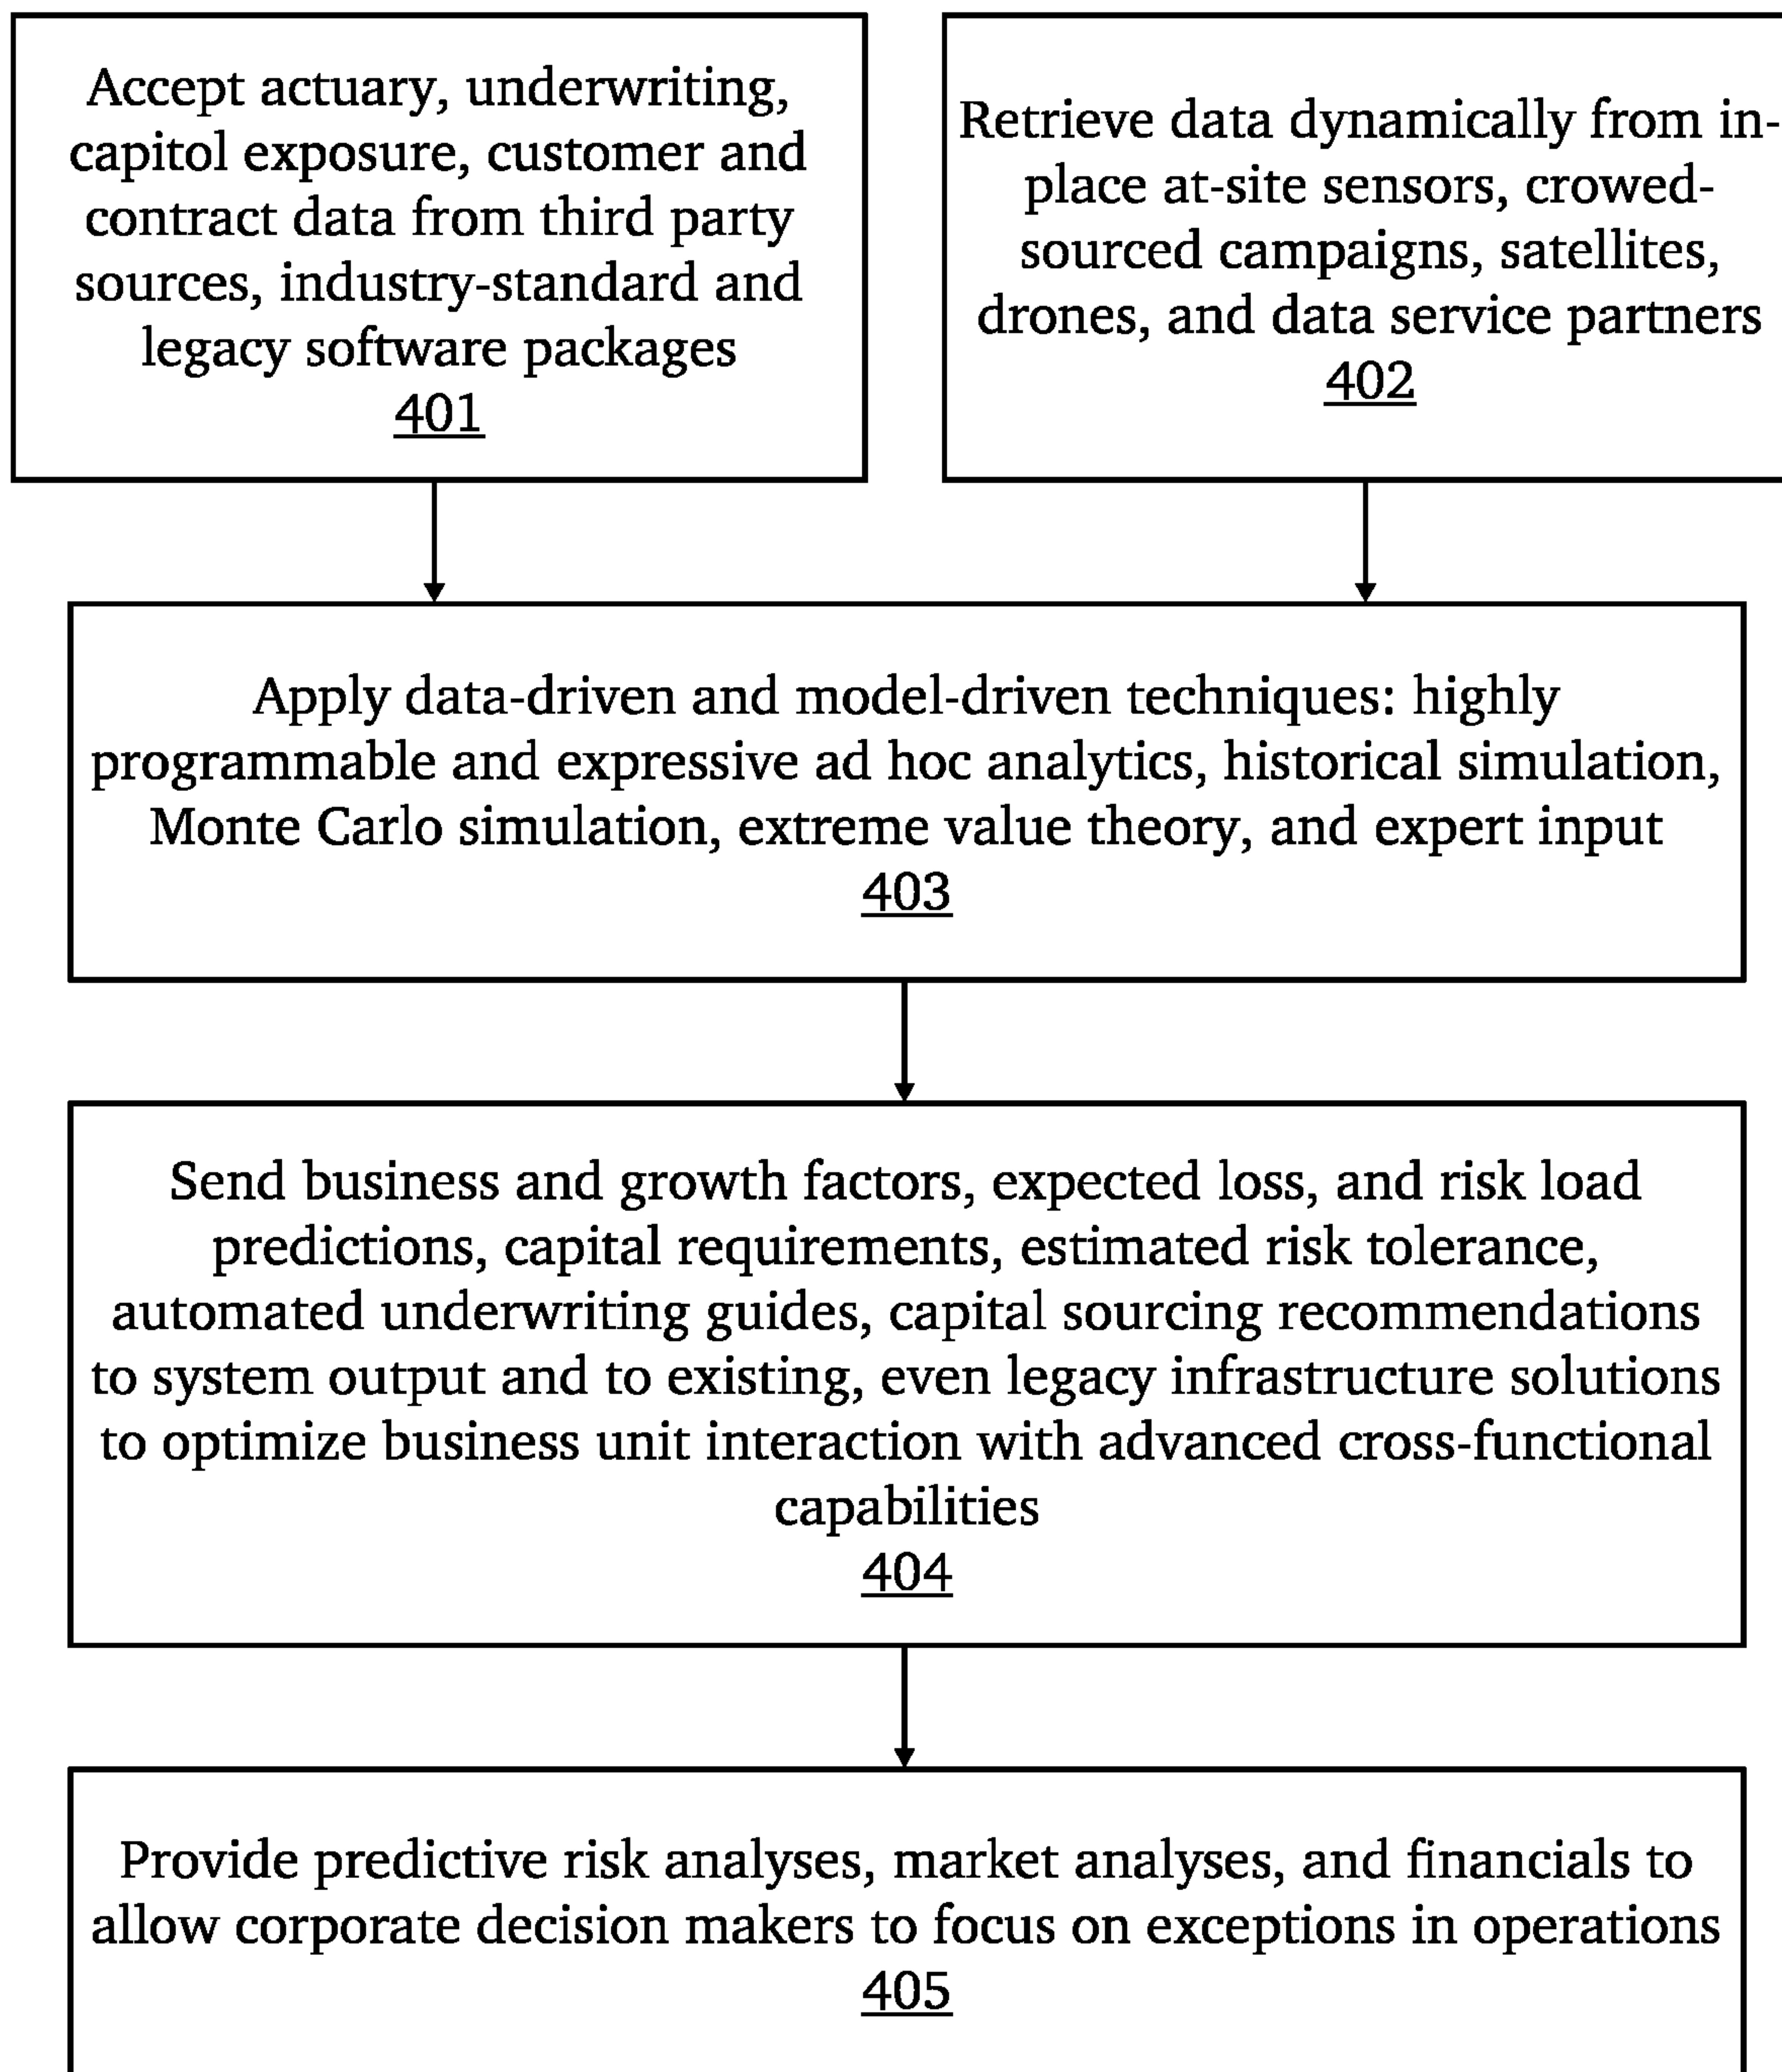 Accept actuary, underwriting,
capitol exposure, customer and
contract data from third party
sources, industry-standard and
legacy software packages
401
Retrieve data dynamically from in-
place at-site sensors, crowed-
sourced campaigns, satellites,
drones, and data service partners
402
Apply data-driven and model-driven techniques: highly
programmable and expressive ad hoc analytics, historical simulation,
Monte Carlo simulation, extreme value theory, and expert input
403
Send business and growth factors, expected loss, and risk load
predictions, capital requirements, estimated risk tolerance,
automated underwriting guides, capital sourcing recommendations
to system output and to existing, even legacy infrastructure solutions
to optimize business unit interaction with advanced cross-functional
capabilities
404
Provide predictive risk analyses, market analyses, and financials to
allow corporate decision makers to focus on exceptions in operations
405